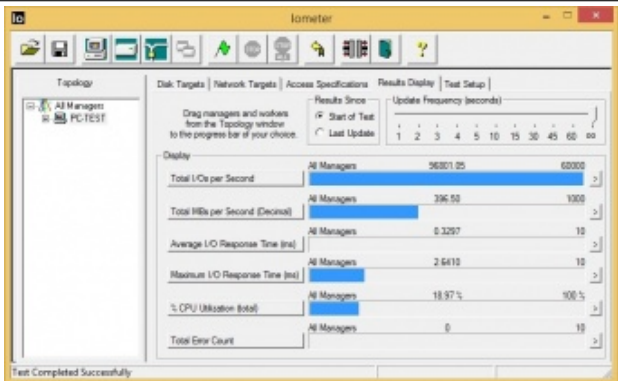 Io Iometer
Topology
All Managers
PC-TEST
Disk Targets Network Targets Access Specifications Results Display Test Setup
Drag managers and workers
from the Topology window
to the progress bar of your choice.
Results Since
Start of Test
Last Update
Update Frequency (seconds)
1 2 3 4 5 10 15 30 45 60 ∞
Display
All Managers 96801.05 60000
Total I/Os per Second >
All Managers 396.50 1000
Total MBs per Second (Decimal) >
All Managers 0.3297 10
Average I/O Response Time (ms) >
All Managers 2.6410 10
Maximum I/O Response Time (ms) >
All Managers 18.97 % 100 %
% CPU Utilization (total) >
All Managers 0 10
Total Error Count >
Test Completed Successfully